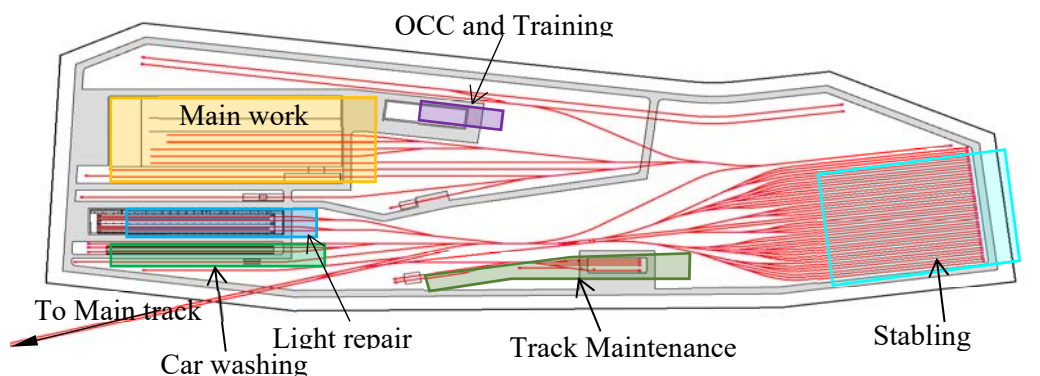 OCC and Training
Main work
To Main track
Light repair
Track Maintenance
Stabling
Car washing